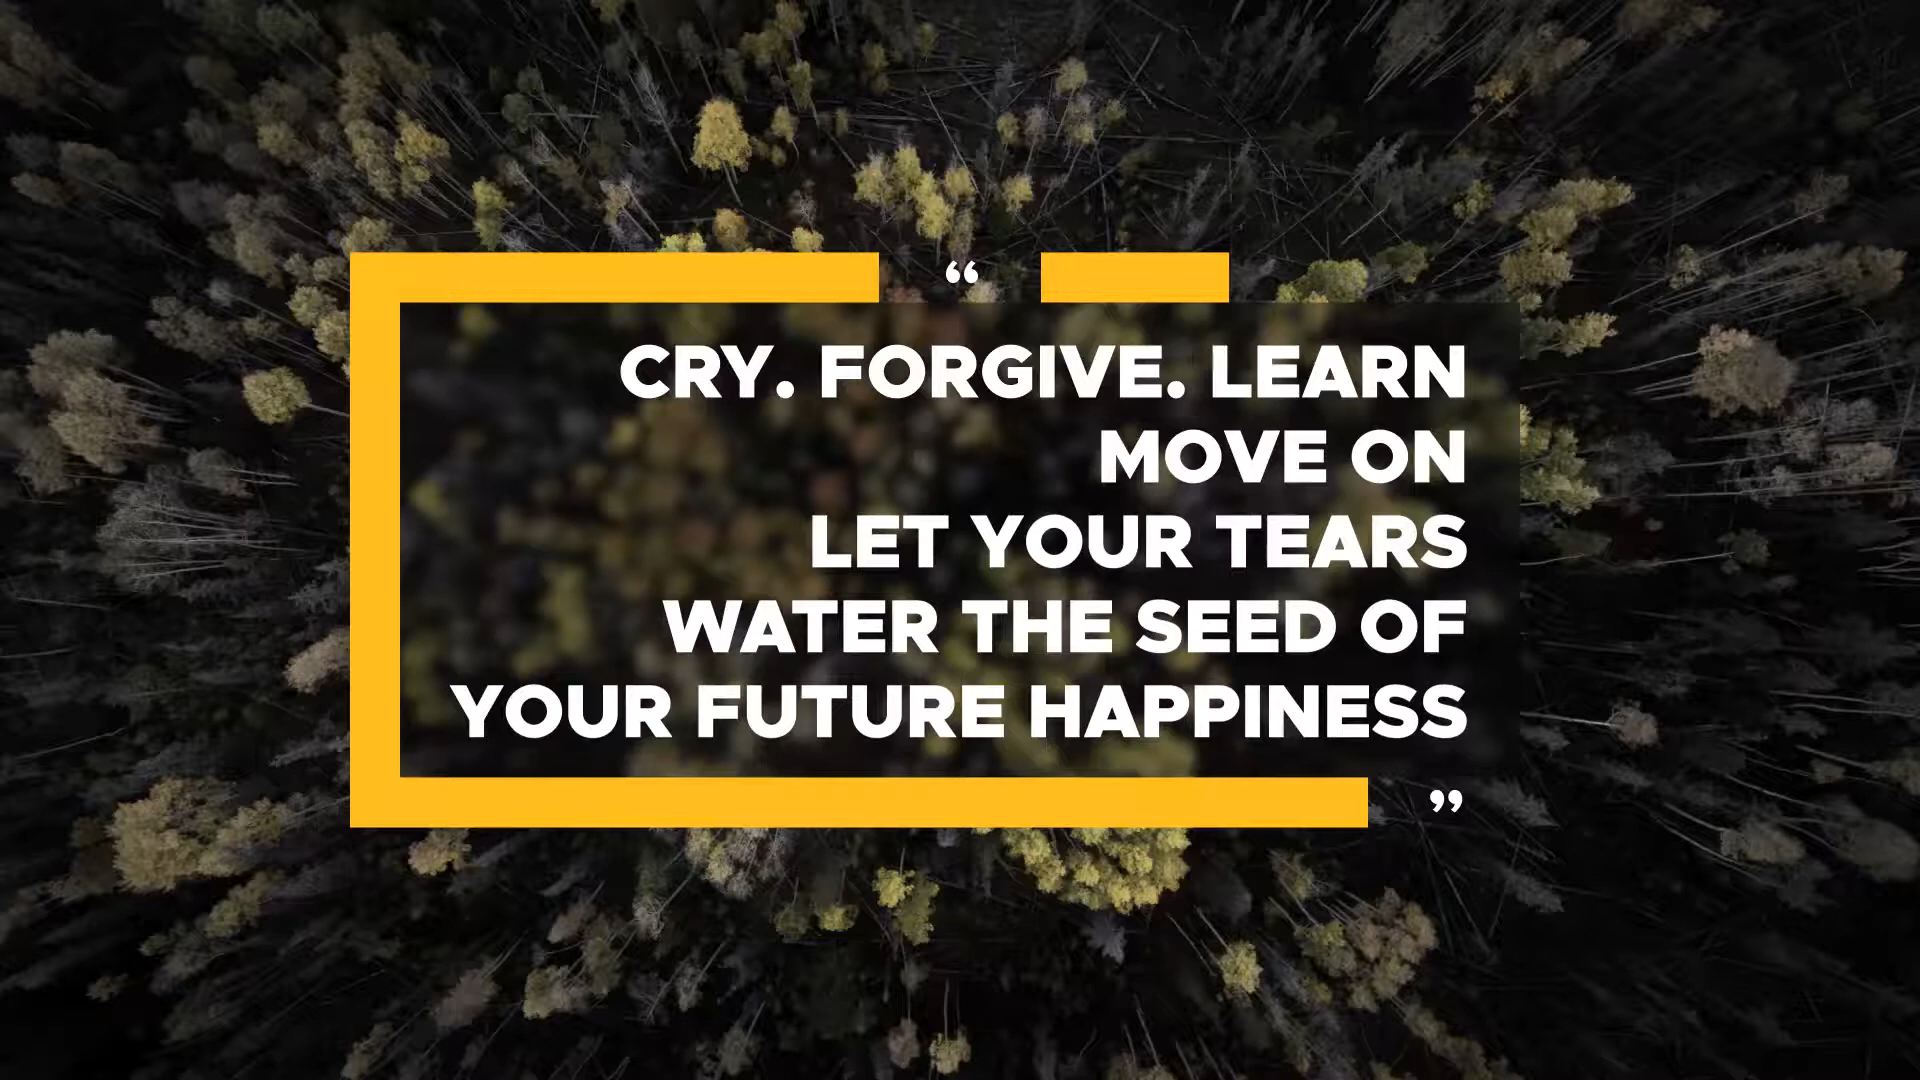 “
CRY. FORGIVE. LEARN
MOVE ON
LET YOUR TEARS
WATER THE SEED OF
YOUR FUTURE HAPPINESS
”